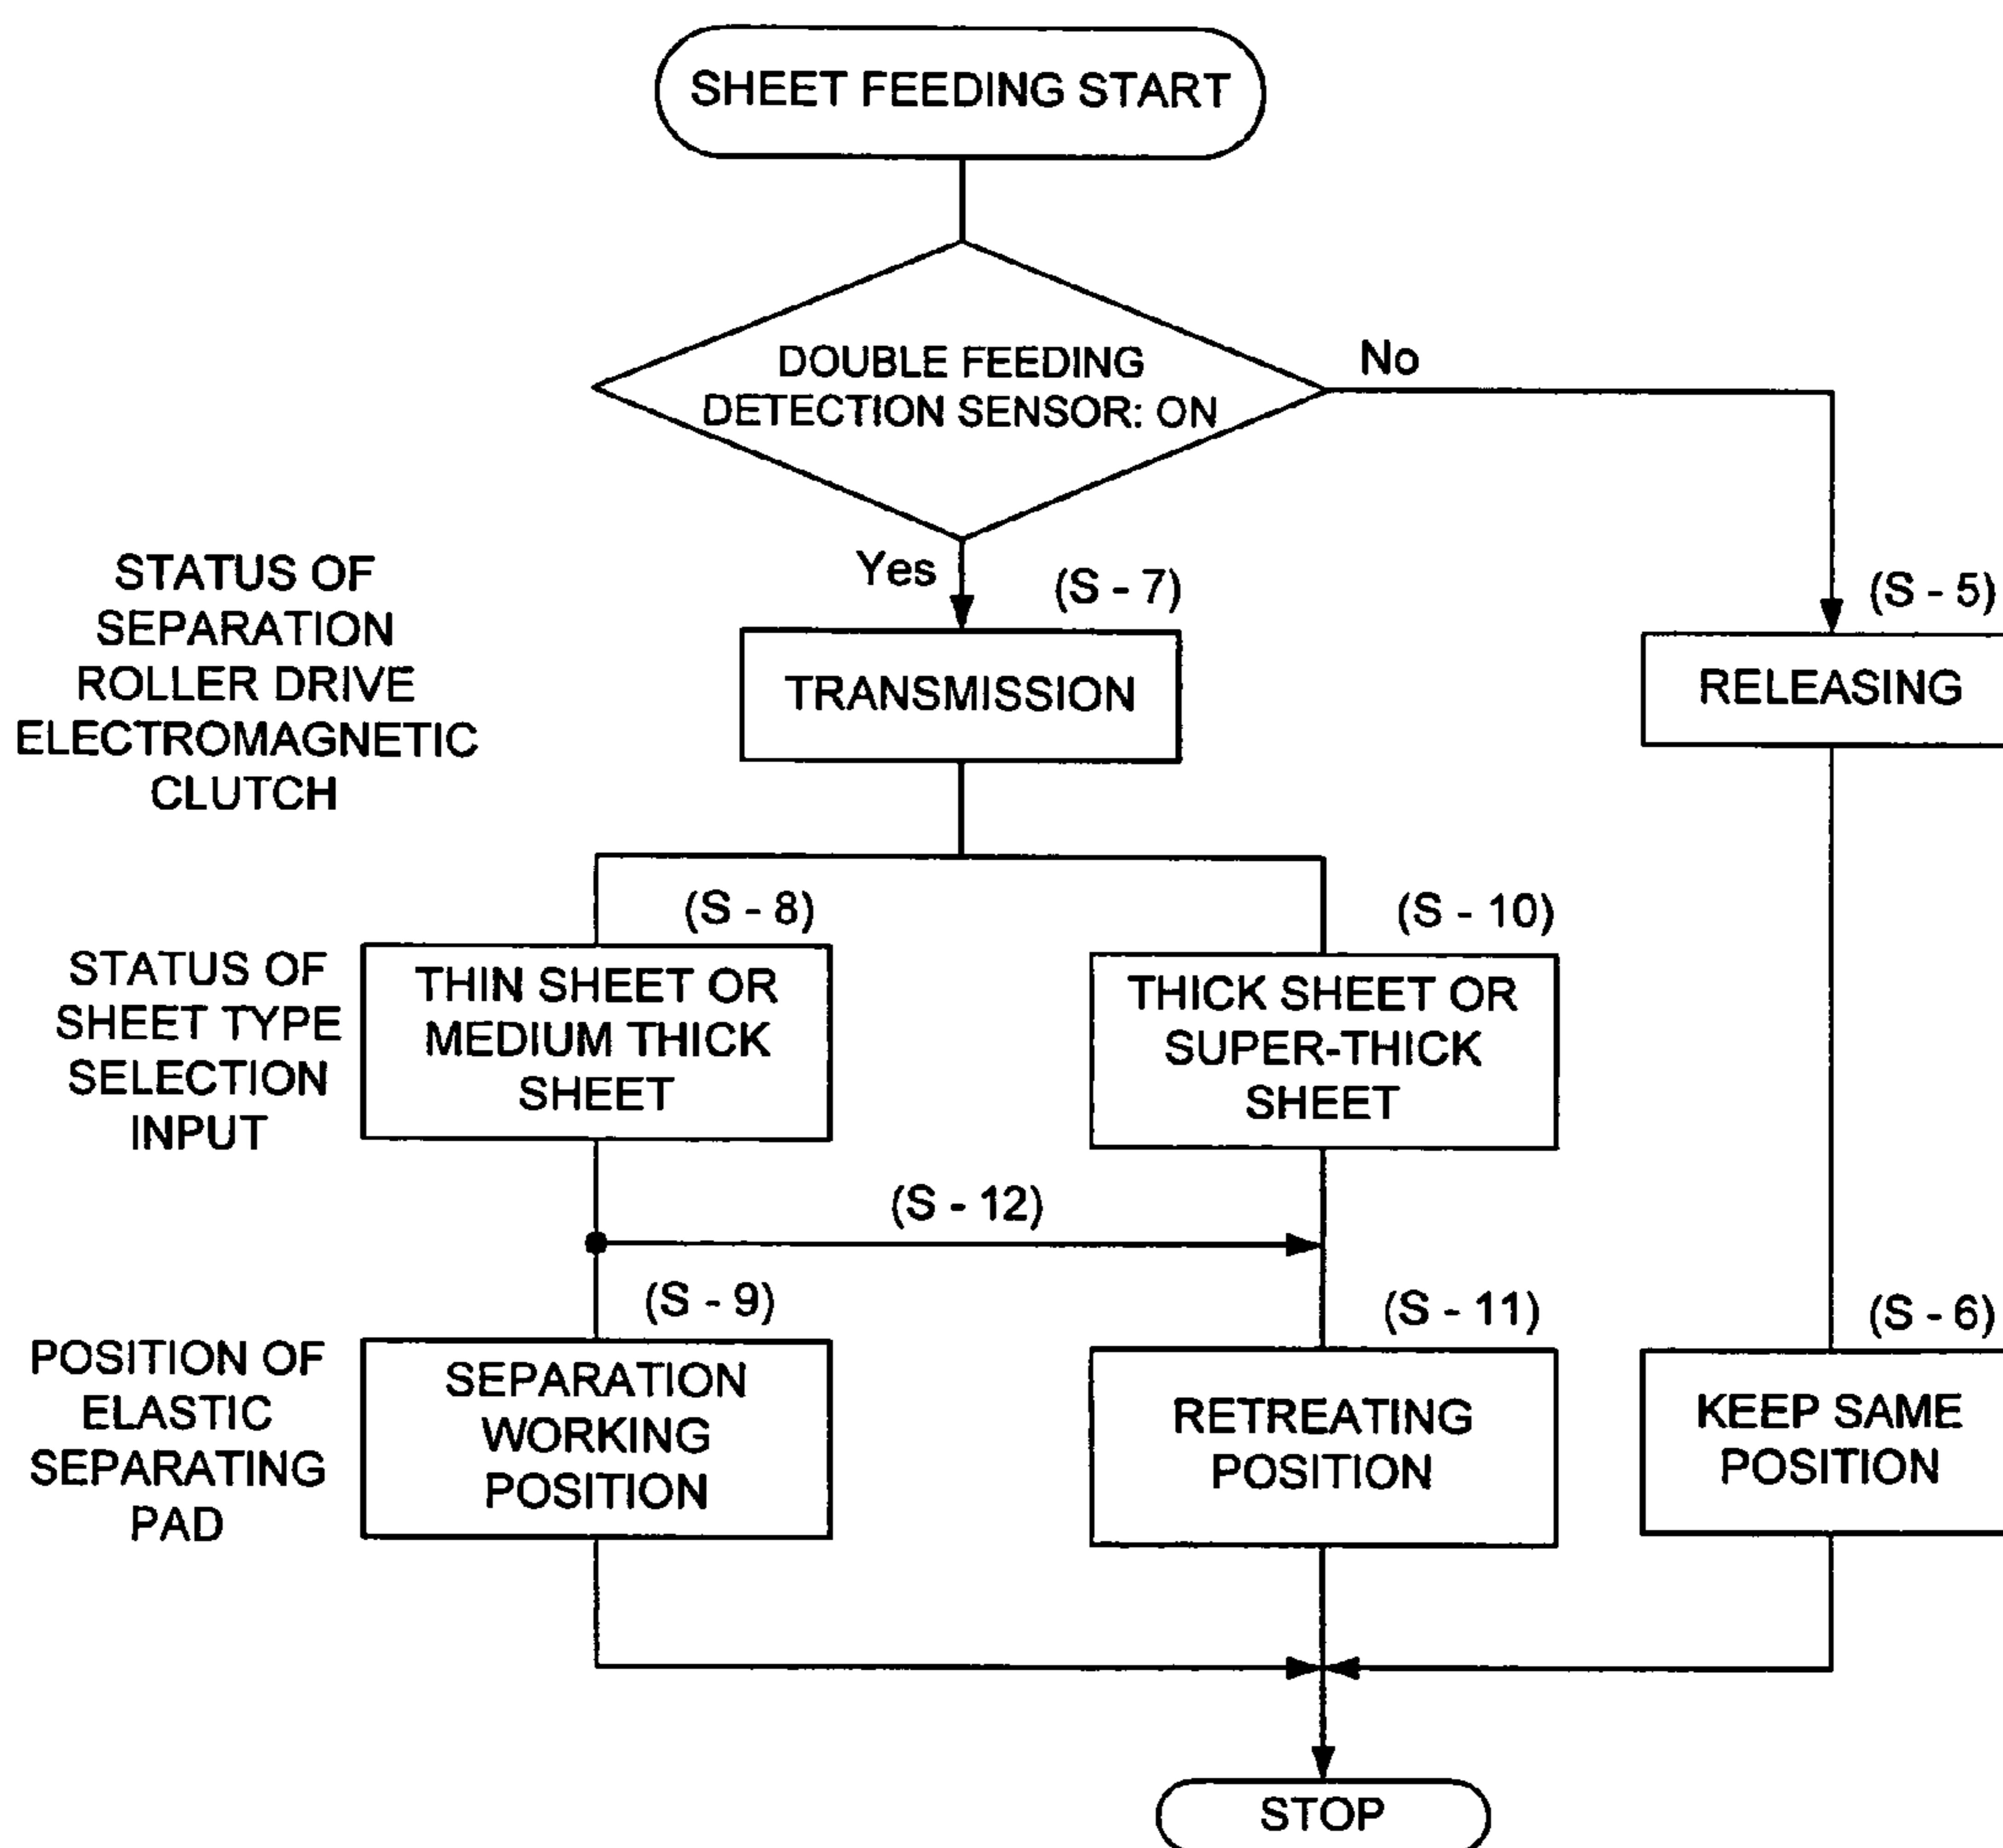 SHEET FEEDING START
DOUBLE FEEDING
DETECTION SENSOR: ON
No
Yes
(S - 7)
(S - 5)
STATUS OF
SEPARATION
ROLLER DRIVE
ELECTROMAGNETIC
CLUTCH
TRANSMISSION
RELEASING
(S - 8)
(S - 10)
STATUS OF
SHEET TYPE
SELECTION
INPUT
THIN SHEET OR
MEDIUM THICK
SHEET
THICK SHEET OR
SUPER-THICK
SHEET
(S - 12)
(S - 9)
(S - 11)
(S - 6)
POSITION OF
ELASTIC
SEPARATING
PAD
SEPARATION
WORKING
POSITION
RETREATING
POSITION
KEEP SAME
POSITION
STOP